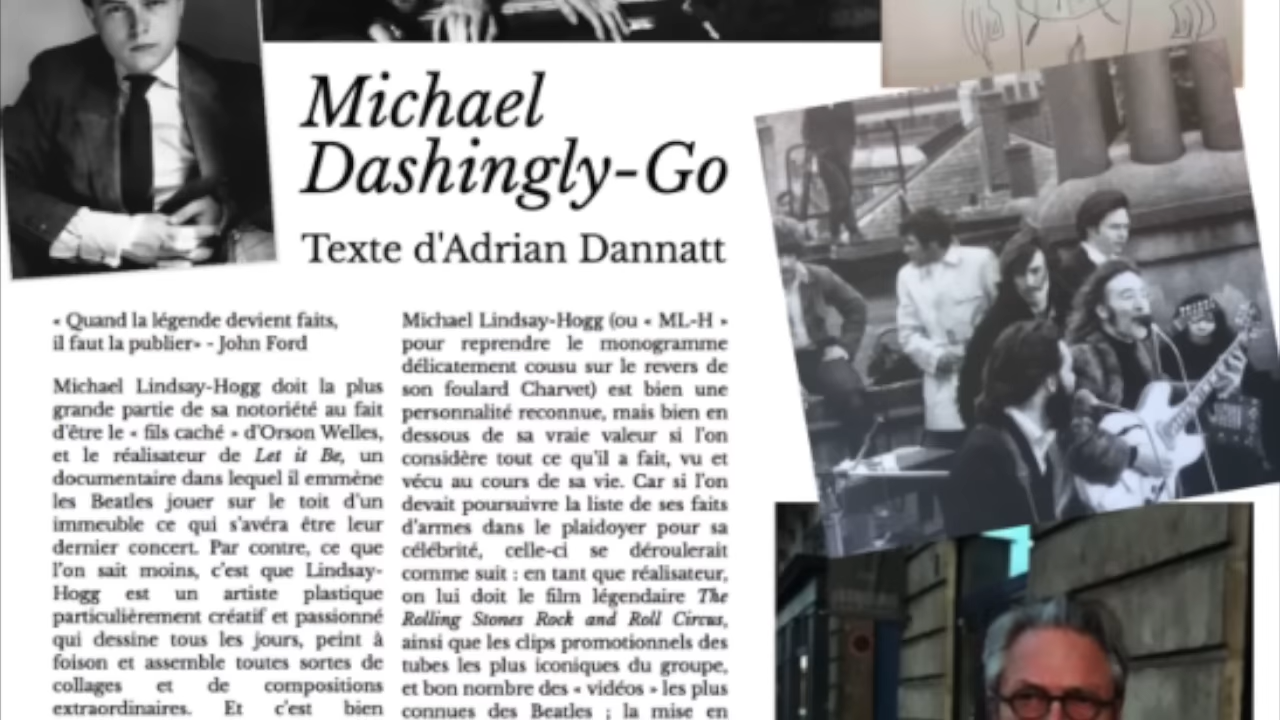 Michael
Dashingly-Go
Texte d'Adrian Dannatt
« Quand la légende devient faits,
il faut la publier» - John Ford
Michael Lindsay-Hogg doit la plus
grande partie de sa notoriété au fait
d'être le « fils caché » d'Orson Welles,
et le réalisateur de Let it Be, un
documentaire dans lequel il emmène
les Beatles jouer sur le toit d'un
immeuble ce qui s'avéra être leur
dernier concert. Par contre, ce que
l'on sait moins, c'est que Lindsay-
Hogg est un artiste plastique
particulièrement créatif et passionné
qui dessine tous les jours, peint à
foison et assemble toutes sortes de
collages et de compositions
extraordinaires. Et c'est bien
Michael Lindsay-Hogg (ou « ML-H »
pour reprendre le monogramme
délicatement cousu sur le revers de
son foulard Charvet) est bien une
personnalité reconnue, mais bien en
dessous de sa vraie valeur si l'on
considère tout ce qu'il a fait, vu et
vécu au cours de sa vie. Car si l'on
devait poursuivre la liste de ses faits
d'armes dans le plaidoyer pour sa
célébrité, celle-ci se déroulerait
comme suit : en tant que réalisateur,
on lui doit le film légendaire The
Rolling Stones Rock and Roll Circus,
ainsi que les clips promotionnels des
tubes les plus iconiques du groupe,
et bon nombre des « vidéos » les plus
connues des Beatles ; la mise en